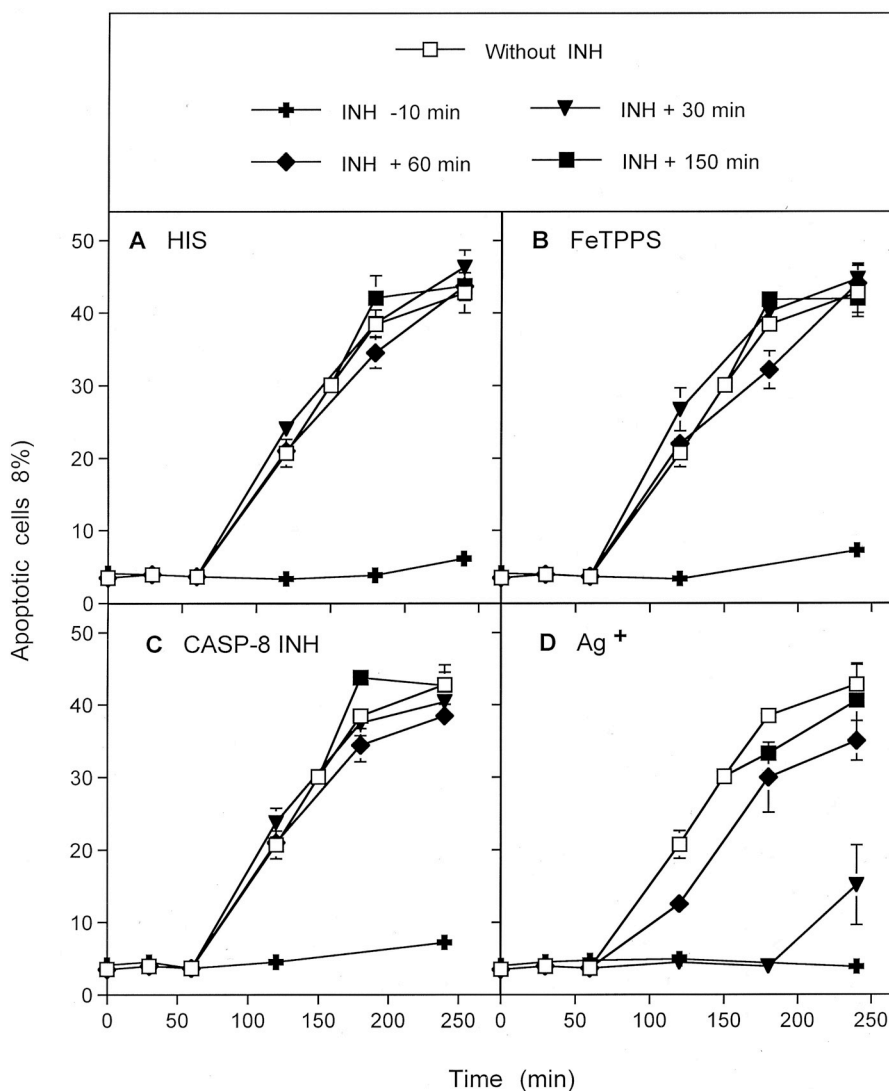 Without INH
INH -10 min
INH + 30 min
INH + 60 min
INH + 150 min
A HIS
B FeTPPS
50
40
30
20
10
0
C CASP-8 INH
D Ag +
50
40
30
20
10
0
0 50 100 150 200 250
0 50 100 150 200 250
Apoptotic cells 8%)
Time (min)